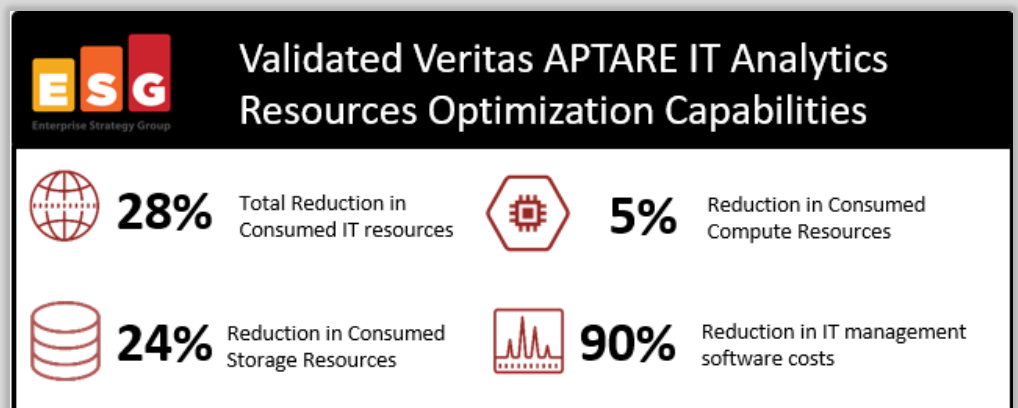 ESG
Enterprise Strategy Group
Validated Veritas APTARE IT Analytics
Resources Optimization Capabilities
28%
Total Reduction in
Consumed IT resources
5%
Reduction in Consumed
Compute Resources
24%
Reduction in Consumed
Storage Resources
90%
Reduction in IT management
software costs